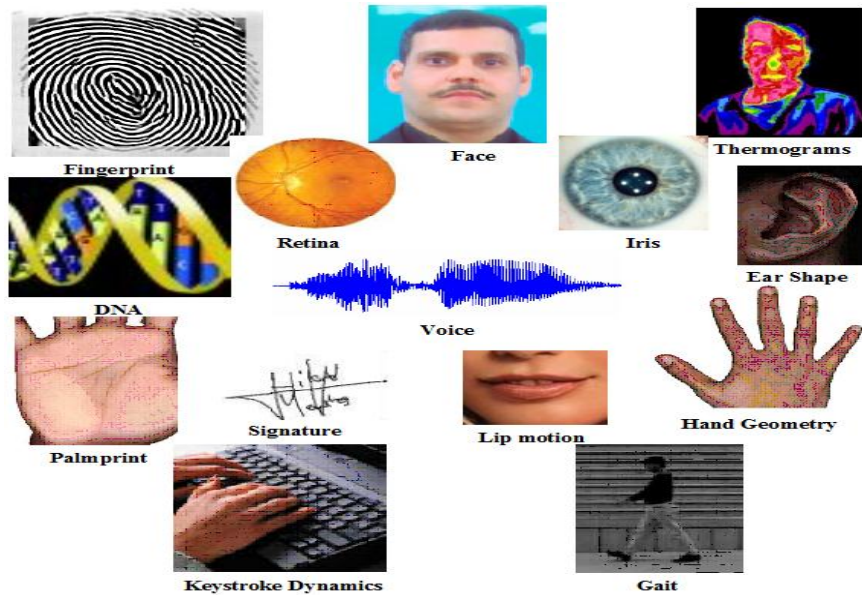 Fingerprint
Face
Thermograms
Retina
Iris
Ear Shape
DNA
Voice
Palmprint
Signature
Lip motion
Hand Geometry
Keystroke Dynamics
Gait